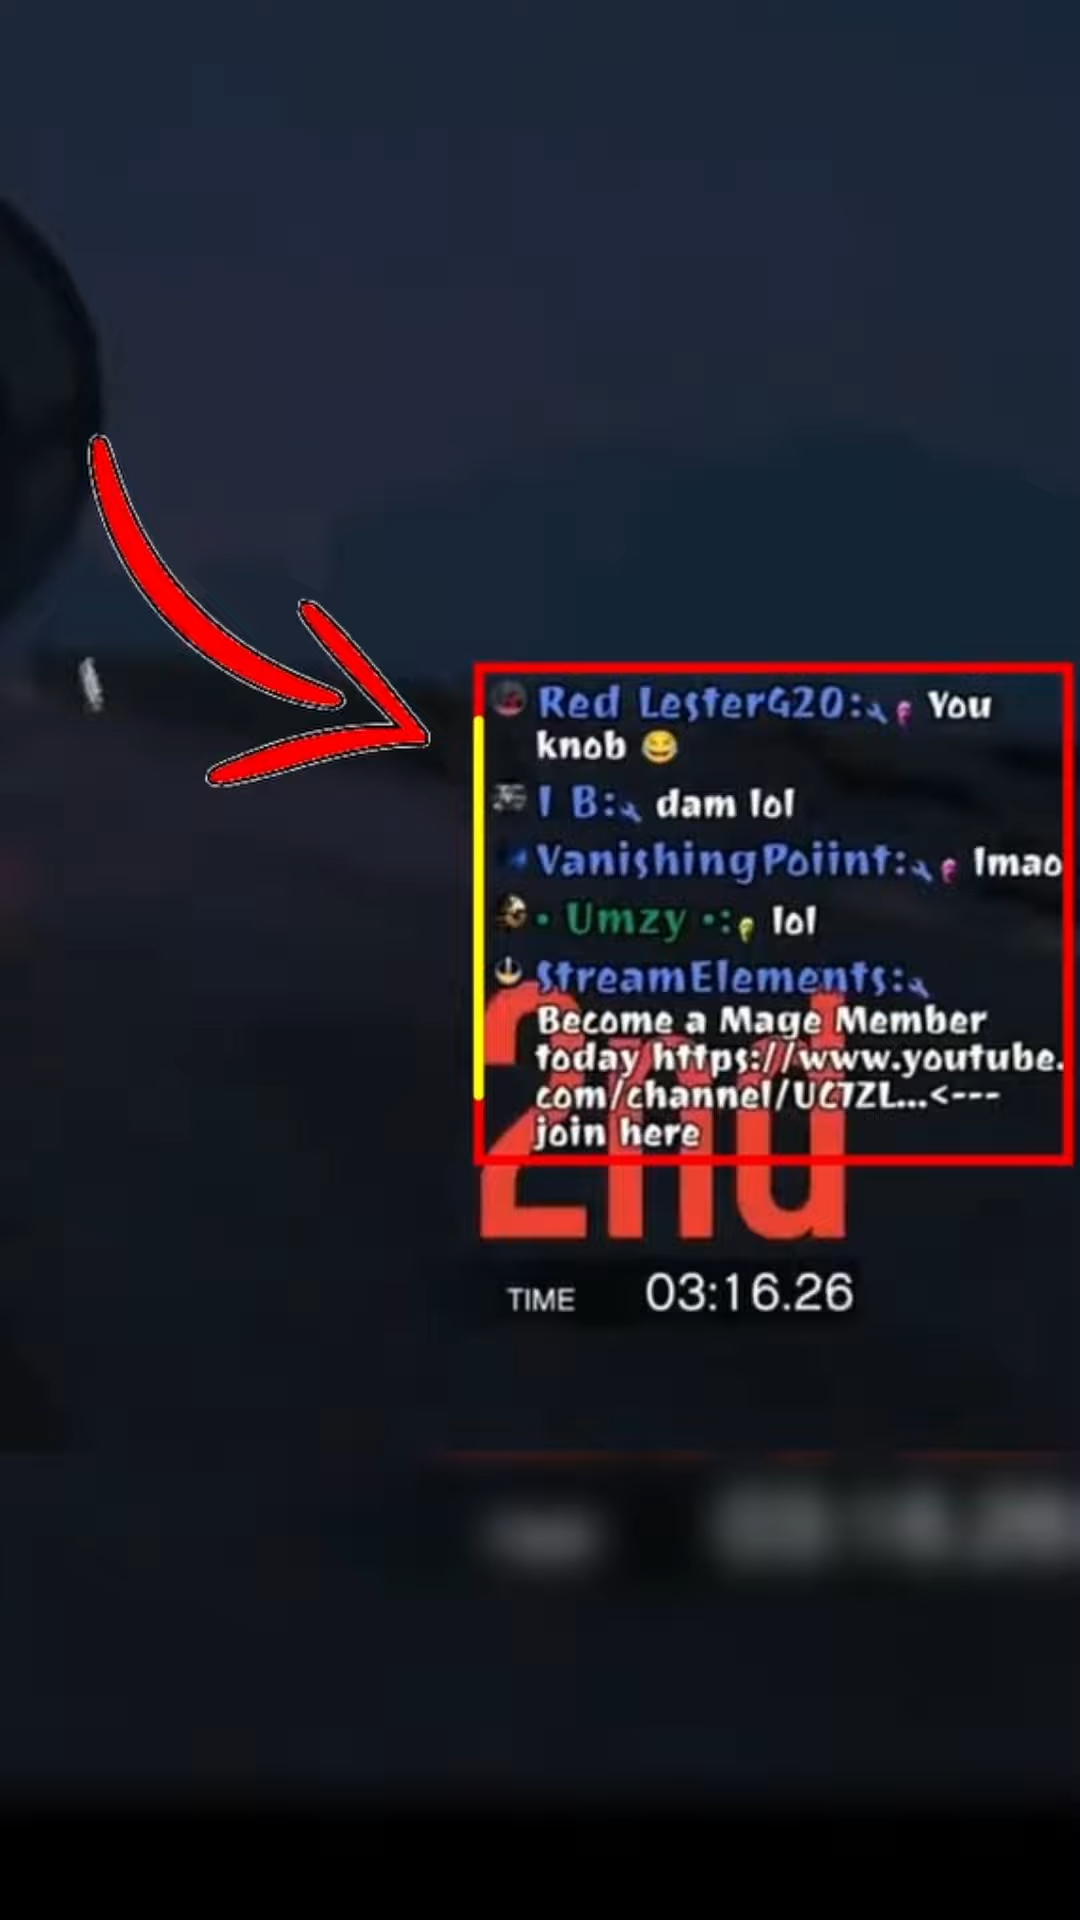 Red Lester420: You
knob 😂
I B: dam lol
VanishingPoiint: lmao
• Umzy •: lol
StreamElements:
Become a Mage Member
today https://www.youtube.
com/channel/UC7ZL...<---
join here
2nd
TIME 03:16.26